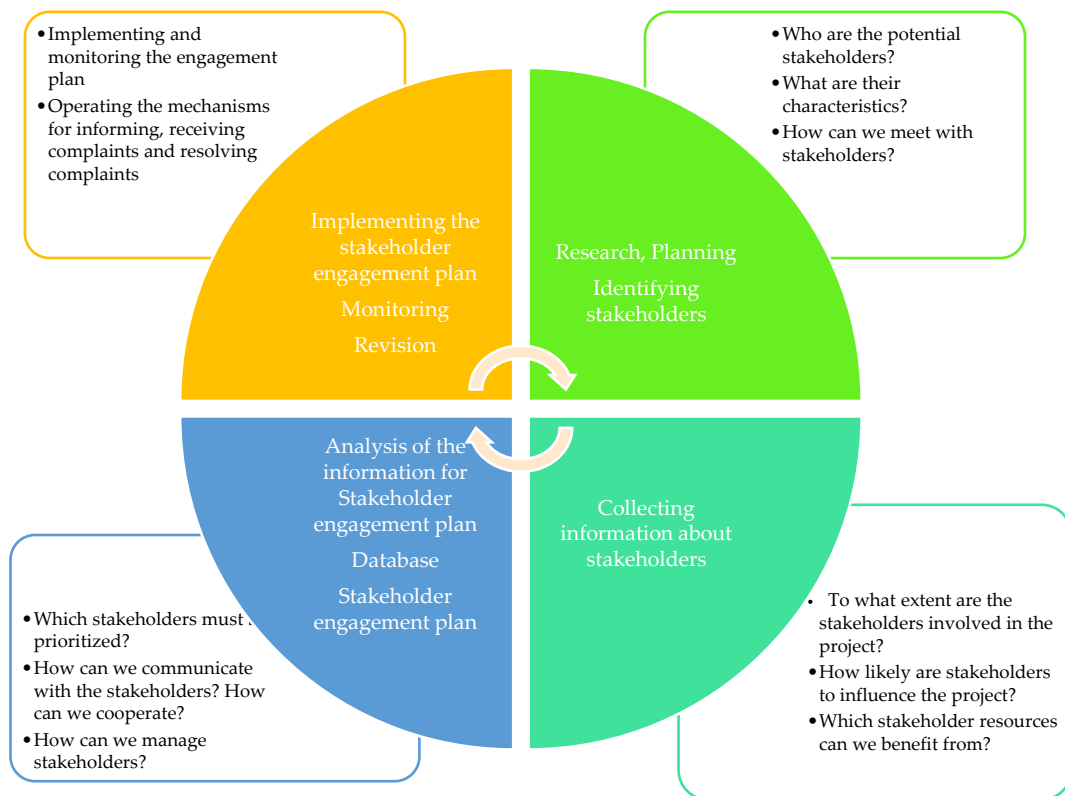 •Implementing and
monitoring the engagement
plan
•Operating the mechanisms
for informing, receiving
complaints and resolving
complaints
•Who are the potential
stakeholders?
•What are their
characteristics?
•How can we meet with
stakeholders?
Implementing the
stakeholder
engagement plan
Monitoring
Revision
Research, Planning
Identifying
stakeholders
Analysis of the
information for
Stakeholder
engagement plan
Database
Stakeholder
engagement plan
Collecting
information about
stakeholders
•Which stakeholders must
prioritized?
•How can we communicate
with the stakeholders? How
can we cooperate?
•How can we manage
stakeholders?
• To what extent are the
stakeholders involved in the
project?
•How likely are stakeholders
to influence the project?
•Which stakeholder resources
can we benefit from?